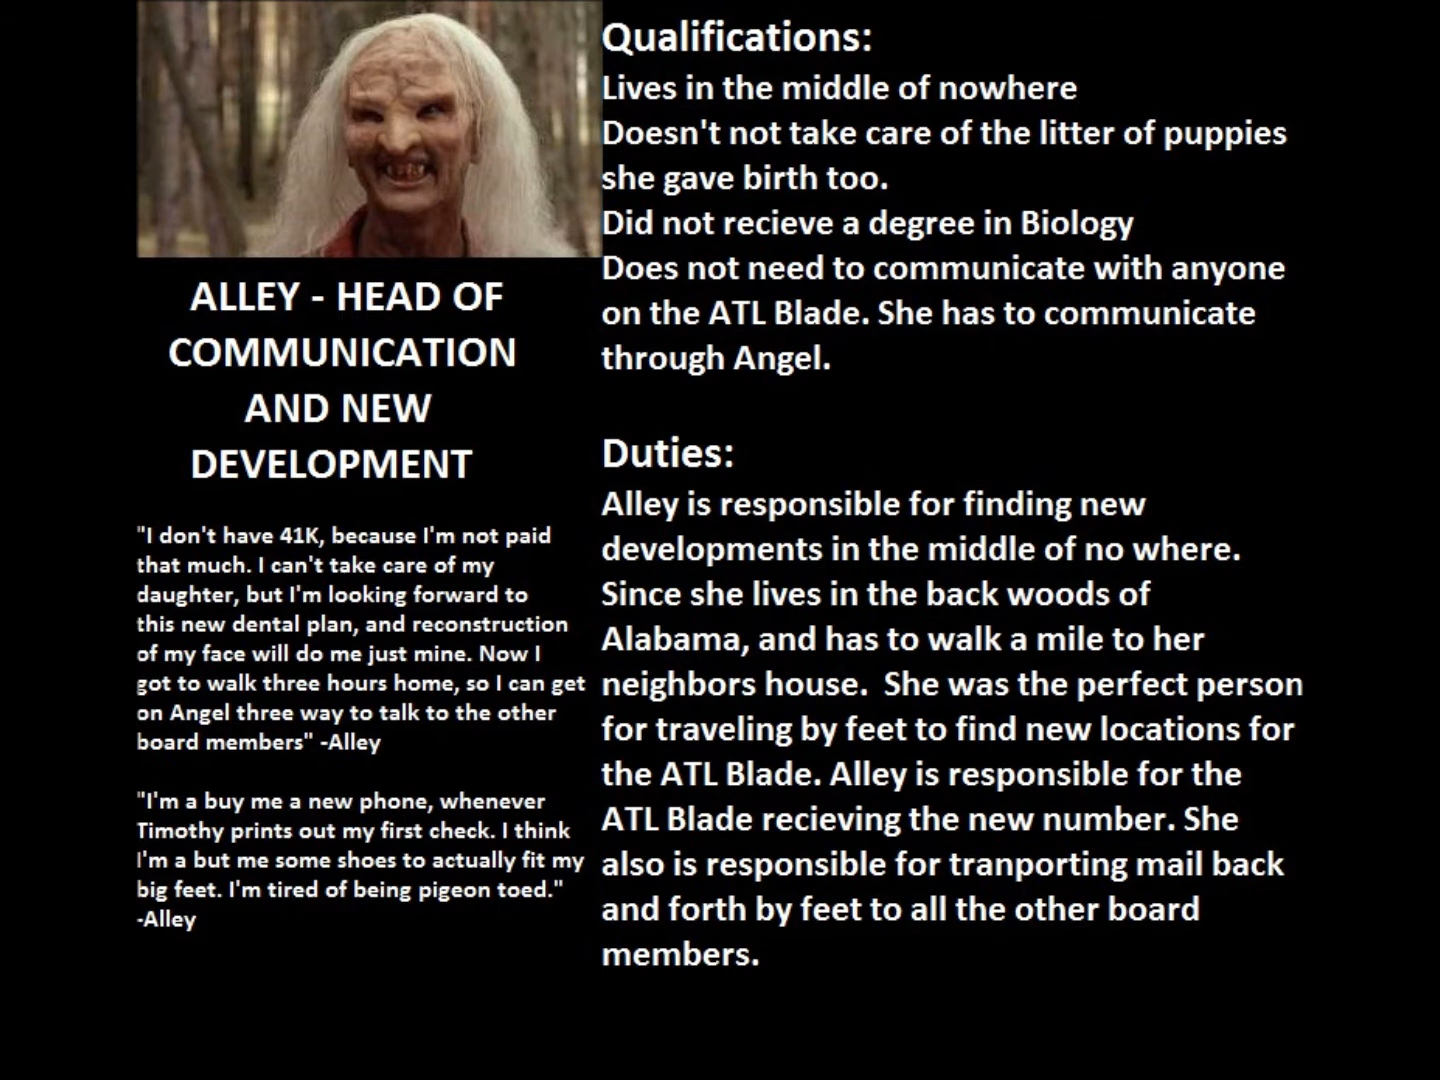 ALLEY - HEAD OF
COMMUNICATION
AND NEW
DEVELOPMENT
"I don't have 41K, because I'm not paid
that much. I can't take care of my
daughter, but I'm looking forward to
this new dental plan, and reconstruction
of my face will do me just mine. Now I
got to walk three hours home, so I can get
on Angel three way to talk to the other
board members" -Alley
"I'm a buy me a new phone, whenever
Timothy prints out my first check. I think
I'm a but me some shoes to actually fit my
big feet. I'm tired of being pigeon toed."
-Alley
Qualifications:
Lives in the middle of nowhere
Doesn't not take care of the litter of puppies
she gave birth too.
Did not recieve a degree in Biology
Does not need to communicate with anyone
on the ATL Blade. She has to communicate
through Angel.
Duties:
Alley is responsible for finding new
developments in the middle of no where.
Since she lives in the back woods of
Alabama, and has to walk a mile to her
neighbors house.  She was the perfect person
for traveling by feet to find new locations for
the ATL Blade. Alley is responsible for the
ATL Blade recieving the new number. She
also is responsible for tranporting mail back
and forth by feet to all the other board
members.